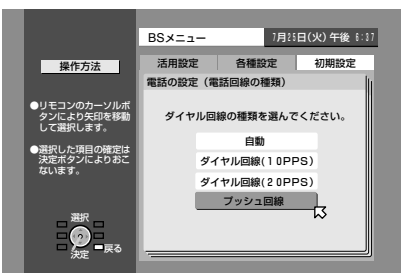 BSメニュー
7月25日(火)午後 6:37
操作方法
活用設定
各種設定
初期設定
電話の設定（電話回線の種類）
●リモコンのカーソルボ
タンにより矢印を移動
して選択します。
●選択した項目の確定は
決定ボタンによりおこ
ないます。
ダイヤル回線の種類を選んでください。
自動
ダイヤル回線(10PPS)
ダイヤル回線(20PPS)
プッシュ回線
選択
?
戻る
決定